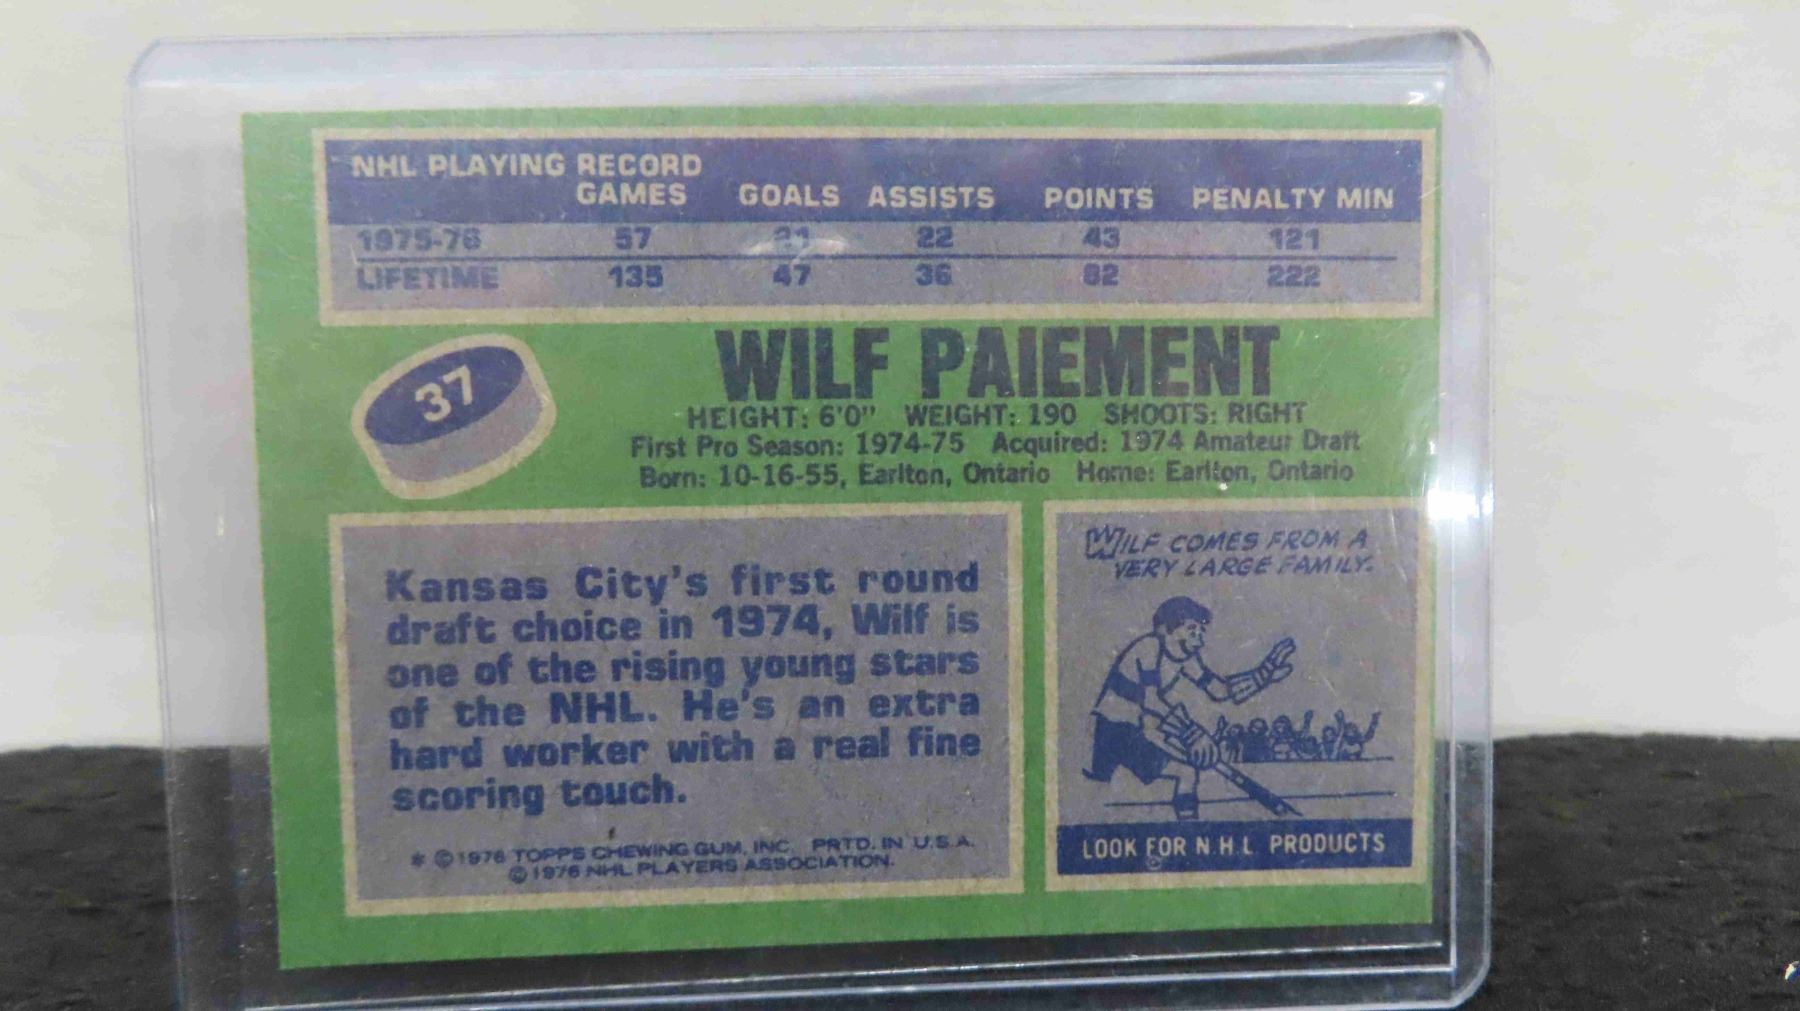 NHL PLAYING RECORD
GAMES GOALS ASSISTS POINTS PENALTY MIN
1975-76 57 21 22 43 121
LIFETIME 135 47 36 82 222
37
WILF PAIEMENT
HEIGHT: 6'0" WEIGHT: 190 SHOOTS: RIGHT
First Pro Season: 1974-75 Acquired: 1974 Amateur Draft
Born: 10-16-55, Earlton, Ontario Home: Earlton, Ontario
Kansas City's first round
draft choice in 1974, Wilf is
one of the rising young stars
of the NHL. He's an extra
hard worker with a real fine
scoring touch.
* © 1976 TOPPS CHEWING GUM, INC. PRTD. IN U.S.A.
© 1976 NHL PLAYERS ASSOCIATION.
WILF COMES FROM A
VERY LARGE FAMILY.
LOOK FOR N.H.L. PRODUCTS